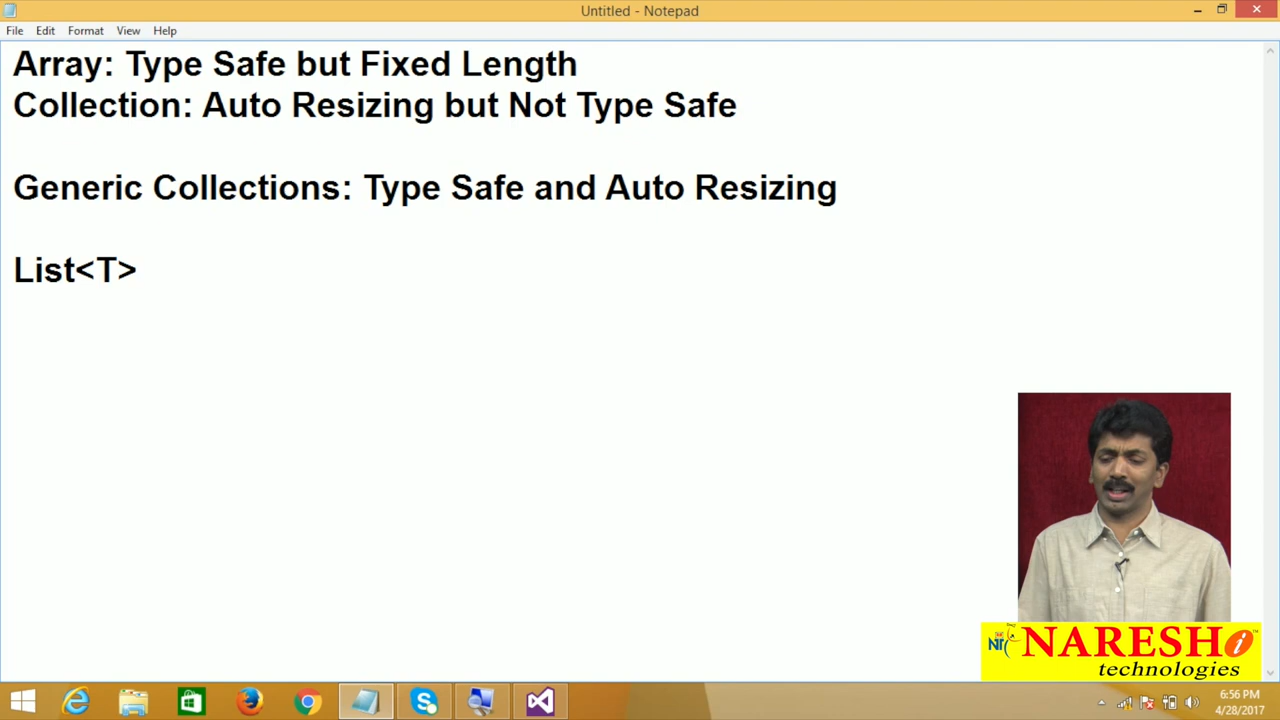 Untitled - Notepad
File Edit Format View Help
Array: Type Safe but Fixed Length
Collection: Auto Resizing but Not Type Safe
Generic Collections: Type Safe and Auto Resizing
List<T>
NARESH i
technologies
6:56 PM
4/28/2017